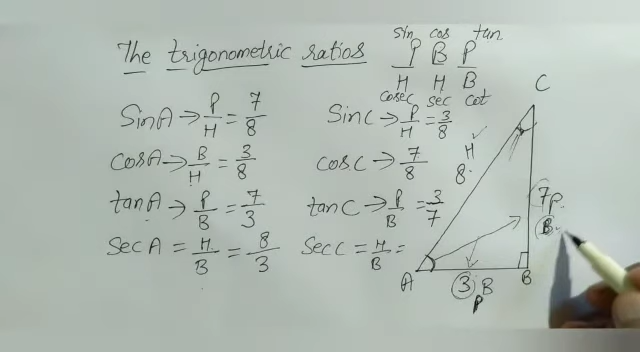 The trigonometric ratios
sin cos tan
P B P
H H B
cosec sec cot
SinA → P/H = 7/8
SinC → P/H = 3/8
cosA → B/H = 3/8
cosC → 7/8
tanA → P/B = 7/3
tanC → P/B = 3/7
SecA = H/B = 8/3
SecC = H/B =
C
H
8
7 P
B
A
3 B
P
B